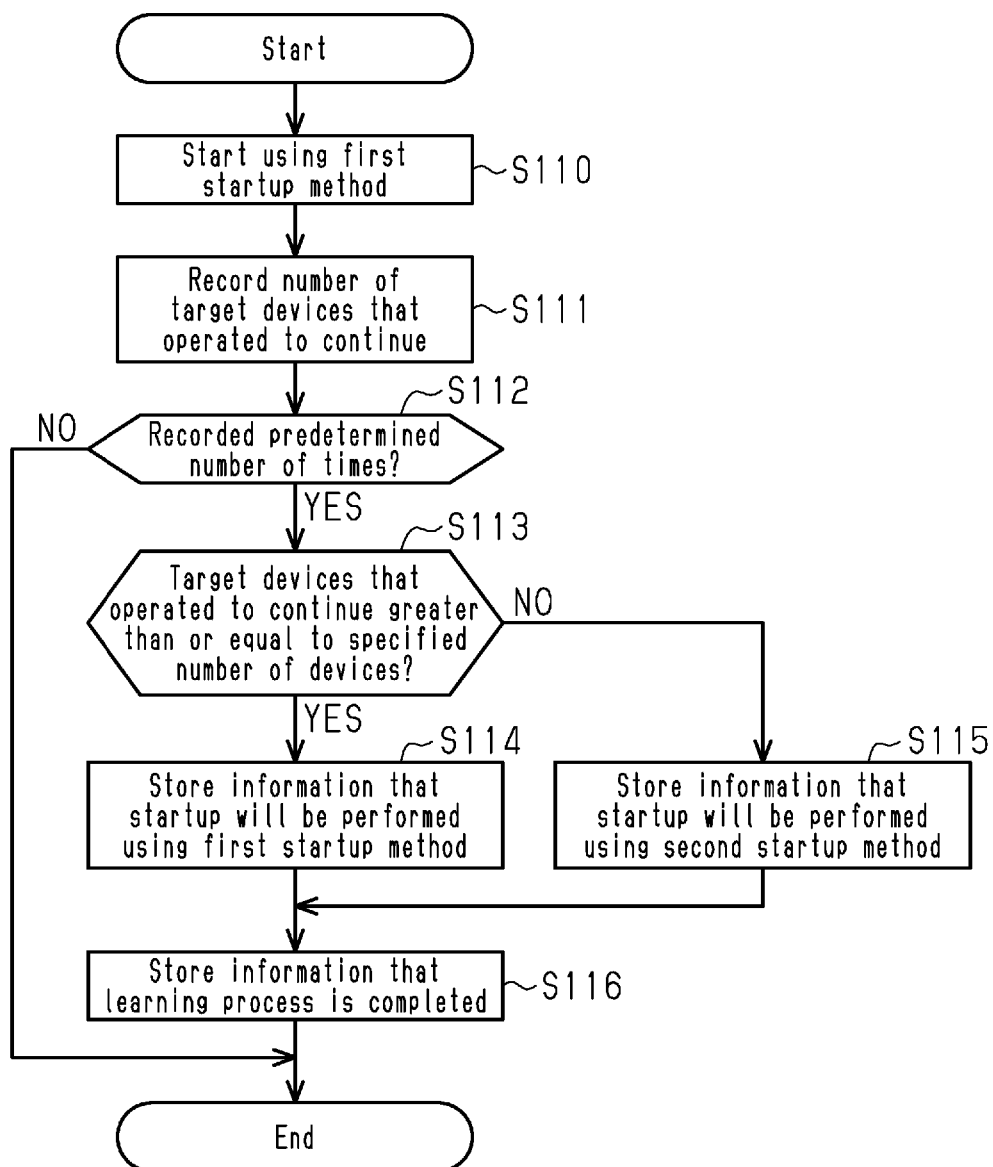 Start
Start using first
startup method
S110
Record number of
target devices that
operated to continue
S111
S112
NO
Recorded predetermined
number of times?
YES
S113
Target devices that
operated to continue greater
than or equal to specified
number of devices?
NO
YES
S114
Store information that
startup will be performed
using first startup method
S115
Store information that
startup will be performed
using second startup method
Store information that
learning process is completed
S116
End